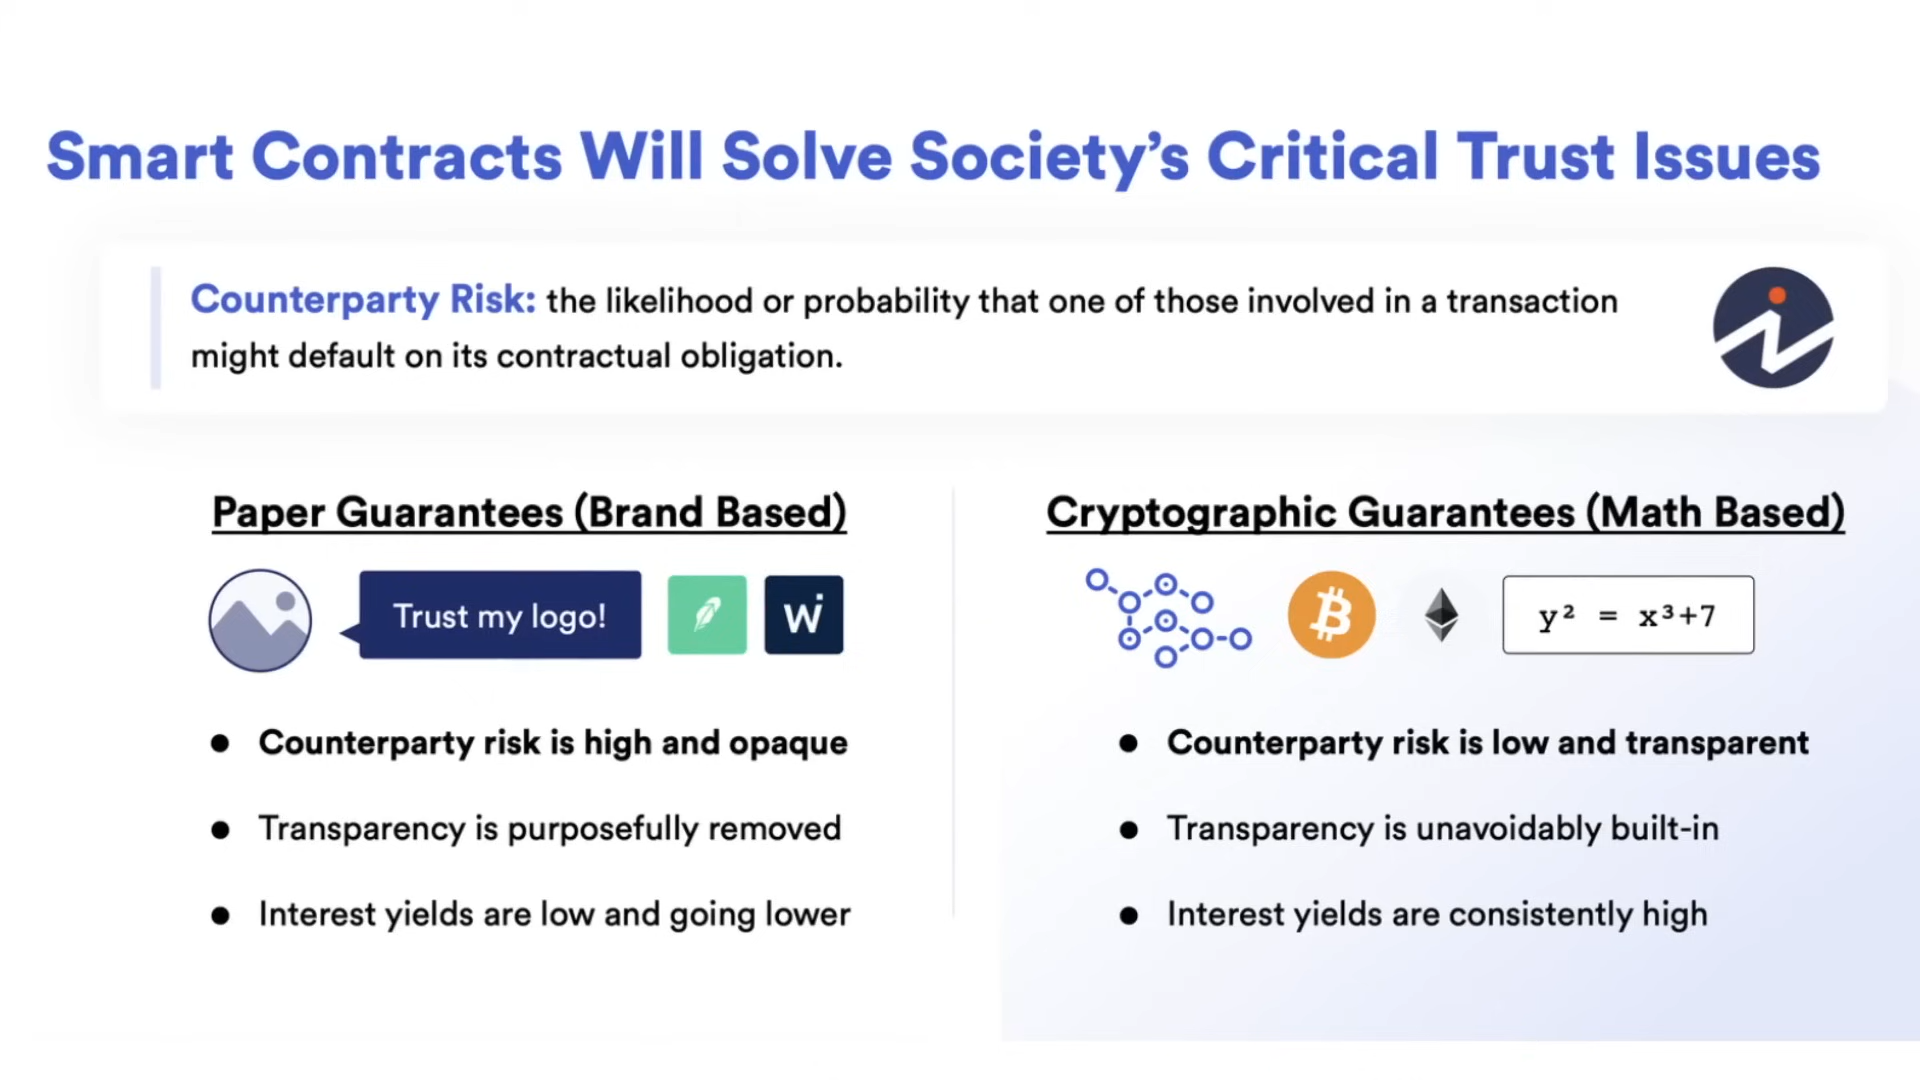 Smart Contracts Will Solve Society’s Critical Trust Issues
Counterparty Risk: the likelihood or probability that one of those involved in a transaction
might default on its contractual obligation.
Paper Guarantees (Brand Based)
Trust my logo!
W
● Counterparty risk is high and opaque
● Transparency is purposefully removed
● Interest yields are low and going lower
Cryptographic Guarantees (Math Based)
y² = x³+7
● Counterparty risk is low and transparent
● Transparency is unavoidably built-in
● Interest yields are consistently high